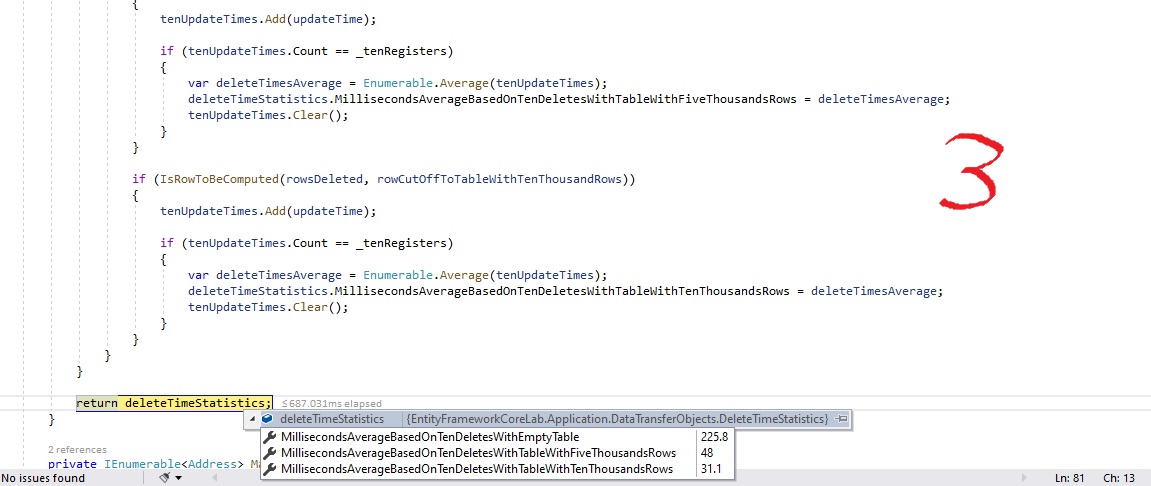 {
tenUpdateTimes.Add(updateTime);
if (tenUpdateTimes.Count == _tenRegisters)
{
var deleteTimesAverage = Enumerable.Average(tenUpdateTimes);
deleteTimeStatistics.MillisecondsAverageBasedOnTenDeletesWithTableWithFiveThousandsRows = deleteTimesAverage;
tenUpdateTimes.Clear();
}
}
3
if (IsRowToBeComputed(rowsDeleted, rowCutOffToTableWithTenThousandRows))
{
tenUpdateTimes.Add(updateTime);
if (tenUpdateTimes.Count == _tenRegisters)
{
var deleteTimesAverage = Enumerable.Average(tenUpdateTimes);
deleteTimeStatistics.MillisecondsAverageBasedOnTenDeletesWithTableWithTenThousandsRows = deleteTimesAverage;
tenUpdateTimes.Clear();
}
}
}
}
return deleteTimeStatistics; ≤687.031ms elapsed
}
deleteTimeStatistics {EntityFrameworkCoreLab.Application.DataTransferObjects.DeleteTimeStatistics}
MillisecondsAverageBasedOnTenDeletesWithEmptyTable 225.8
MillisecondsAverageBasedOnTenDeletesWithTableWithFiveThousandsRows 48
MillisecondsAverageBasedOnTenDeletesWithTableWithTenThousandsRows 31.1
2 references
private IEnumerable<Address> Ma
No issues found Ln: 81 Ch: 13